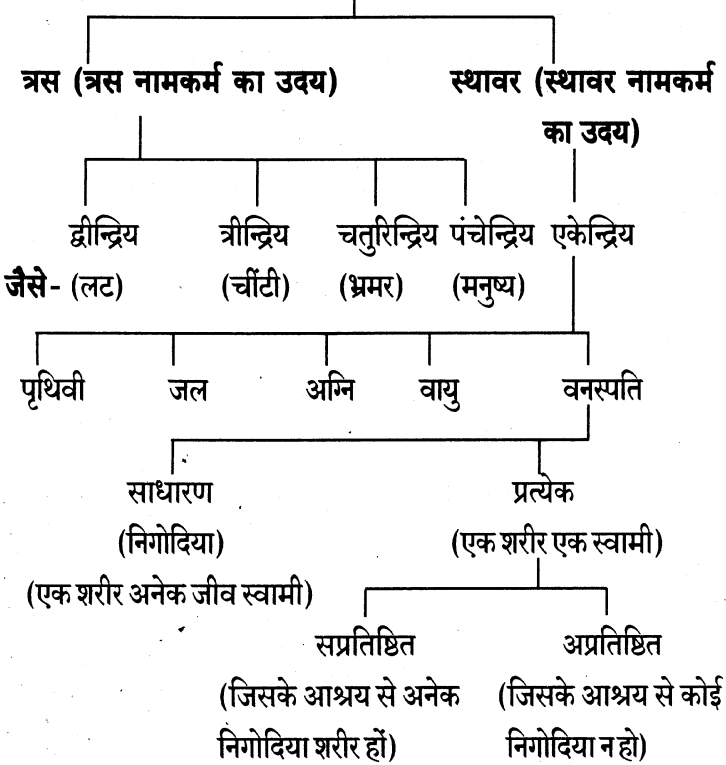 त्रस (त्रस नामकर्म का उदय) स्थावर (स्थावर नामकर्म
का उदय)
द्वीन्द्रिय त्रीन्द्रिय चतुरिन्द्रिय पंचेन्द्रिय एकेन्द्रिय
जैसे - (लट) (चींटी) (भ्रमर) (मनुष्य)
पृथिवी जल अग्नि वायु वनस्पति
साधारण प्रत्येक
(निगोदिया) (एक शरीर एक स्वामी)
(एक शरीर अनेक जीव स्वामी)
सप्रतिष्ठित अप्रतिष्ठित
(जिसके आश्रय से अनेक (जिसके आश्रय से कोई
निगोदिया शरीर हों) निगोदिया न हो)